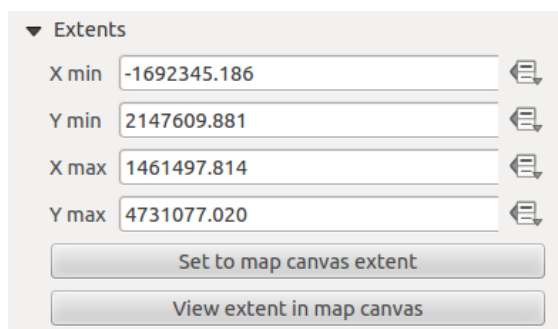 Extents
X min -1692345.186
Y min 2147609.881
X max 1461497.814
Y max 4731077.020
Set to map canvas extent
View extent in map canvas